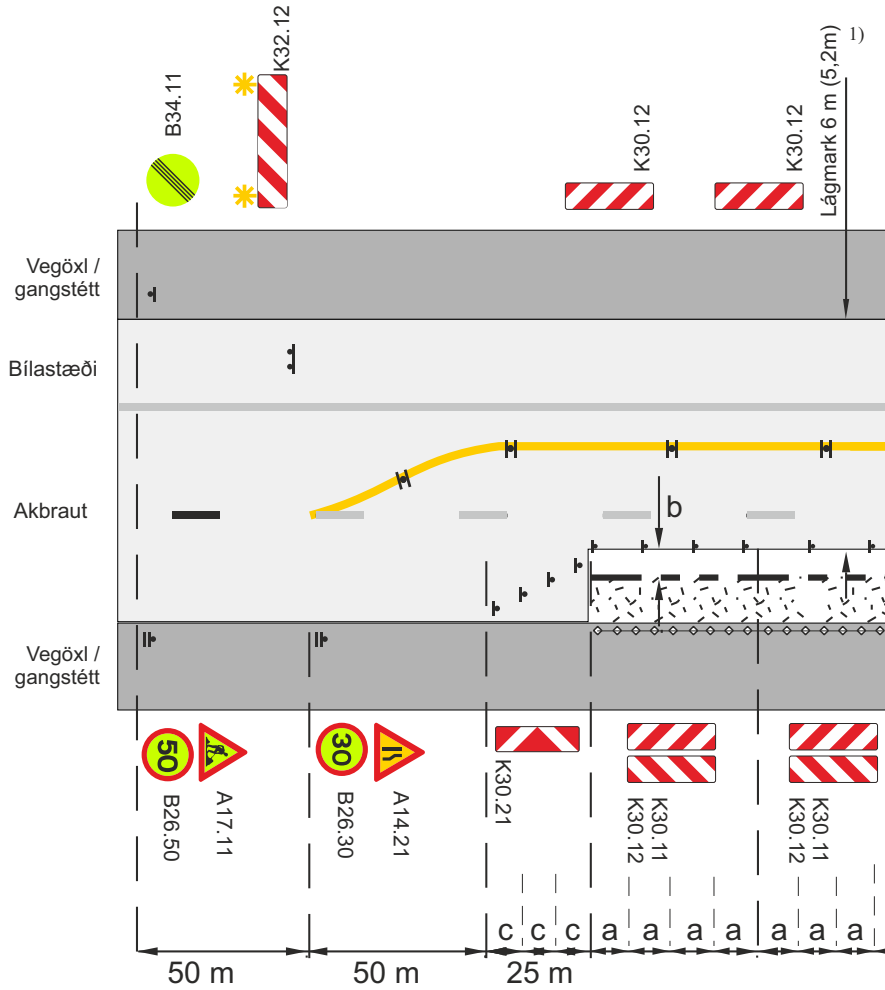 B34.11
K32.12
K30.12
K30.12
Lágmark 6 m (5,2m) 1)
Vegöxl /
gangstétt
Bílastæði
Akbraut
b
Vegöxl /
gangstétt
50
30
B26.50
A17.11
B26.30
A14.21
K30.21
K30.12
K30.11
K30.12
K30.11
c c c a a a a a a a
50 m 50 m 25 m